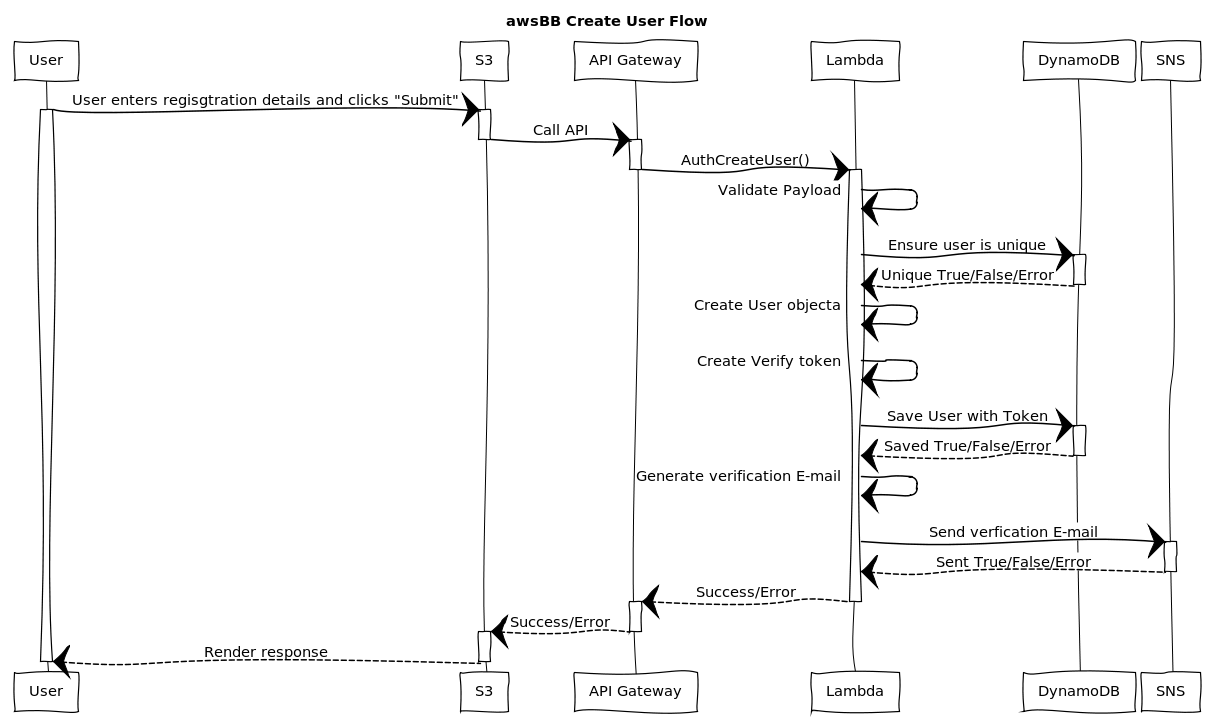 awsBB Create User Flow
User
S3
API Gateway
Lambda
DynamoDB
SNS
User enters regisgtration details and clicks "Submit"
Call API
AuthCreateUser()
Validate Payload
Ensure user is unique
Unique True/False/Error
Create User objecta
Create Verify token
Save User with Token
Saved True/False/Error
Generate verification E-mail
Send verfication E-mail
Sent True/False/Error
Success/Error
Success/Error
Render response
User
S3
API Gateway
Lambda
DynamoDB
SNS